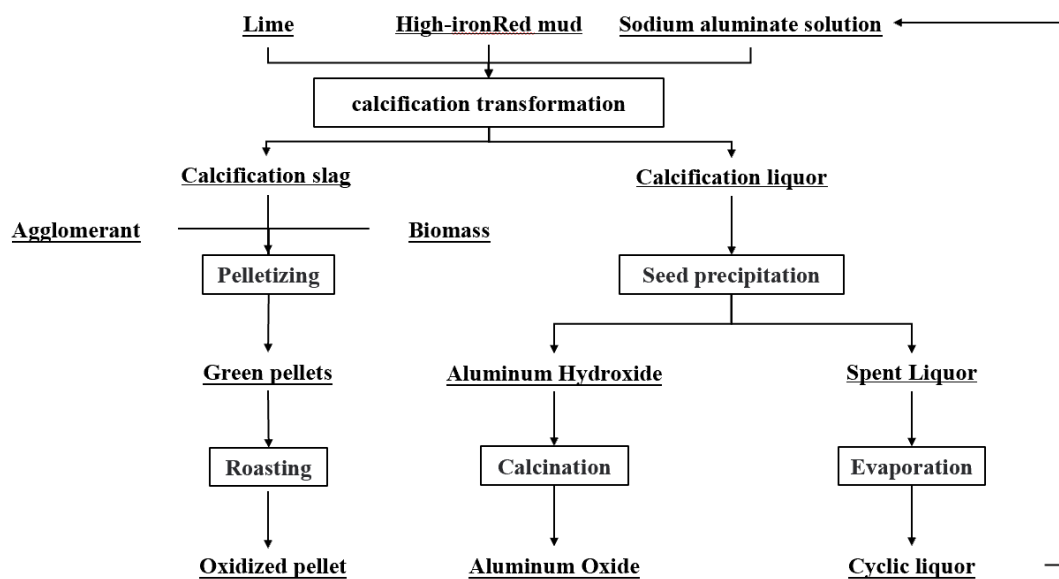 Lime
High-ironRed mud
Sodium aluminate solution
calcification transformation
Calcification slag
Calcification liquor
Agglomerant
Biomass
Pelletizing
Seed precipitation
Green pellets
Aluminum Hydroxide
Spent Liquor
Roasting
Calcination
Evaporation
Oxidized pellet
Aluminum Oxide
Cyclic liquor